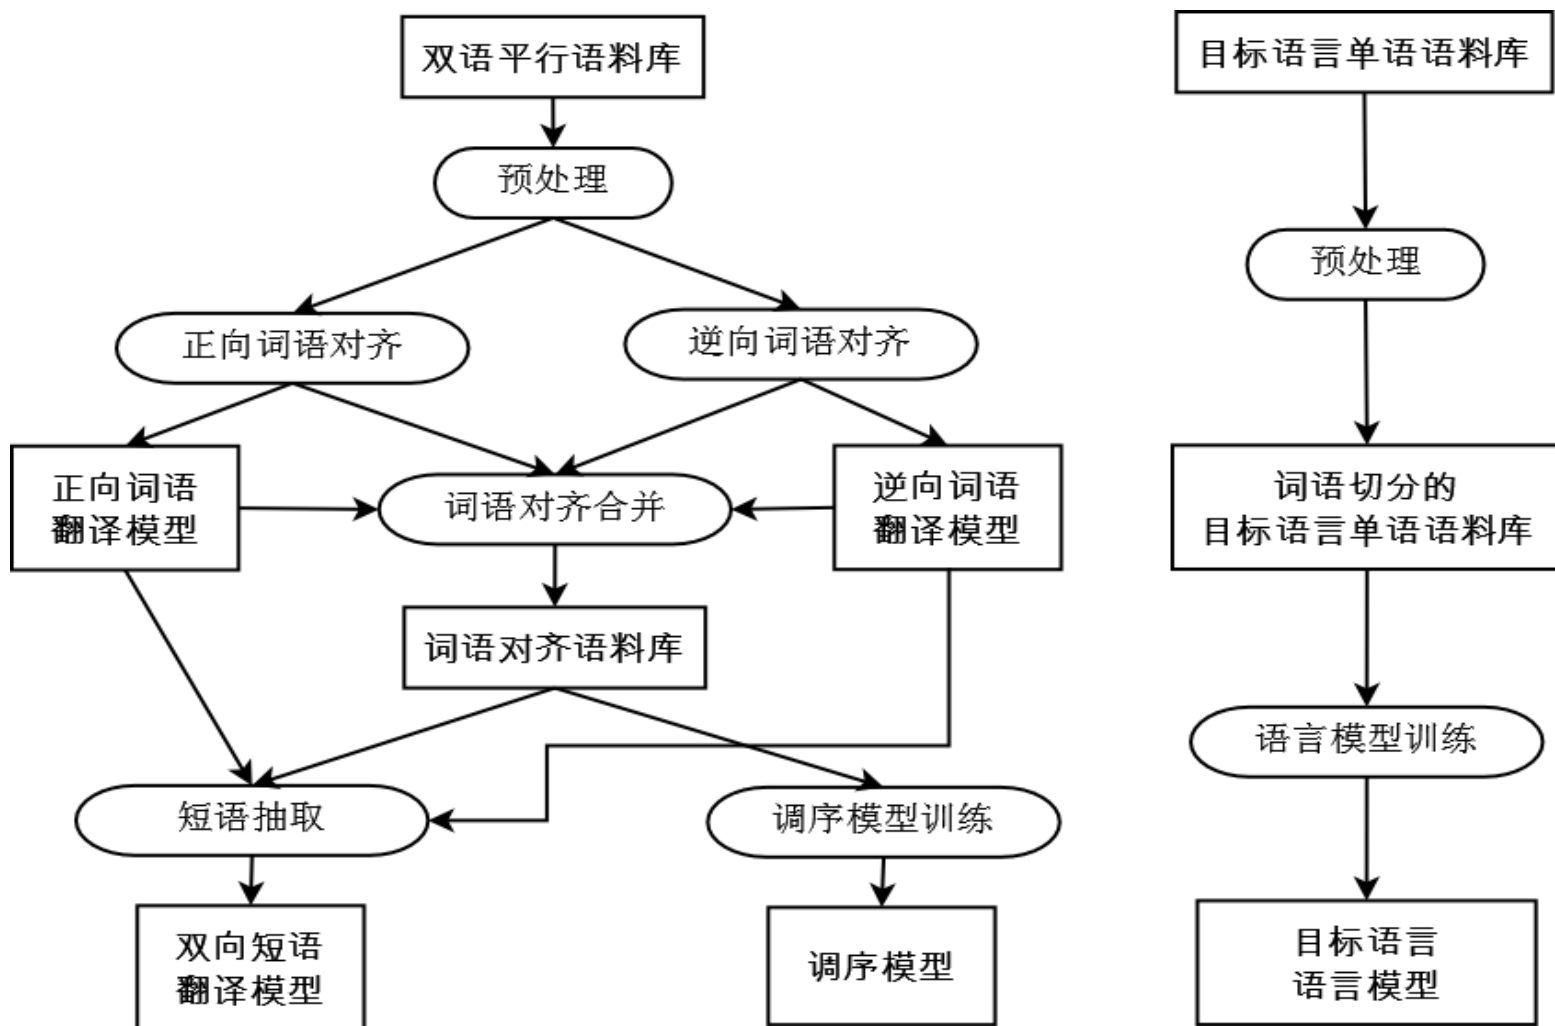 双语平行语料库
预处理
正向词语对齐
逆向词语对齐
正向词语
翻译模型
词语对齐合并
逆向词语
翻译模型
词语对齐语料库
短语抽取
调序模型训练
双向短语
翻译模型
调序模型
目标语言单语语料库
预处理
词语切分的
目标语言单语语料库
语言模型训练
目标语言
语言模型